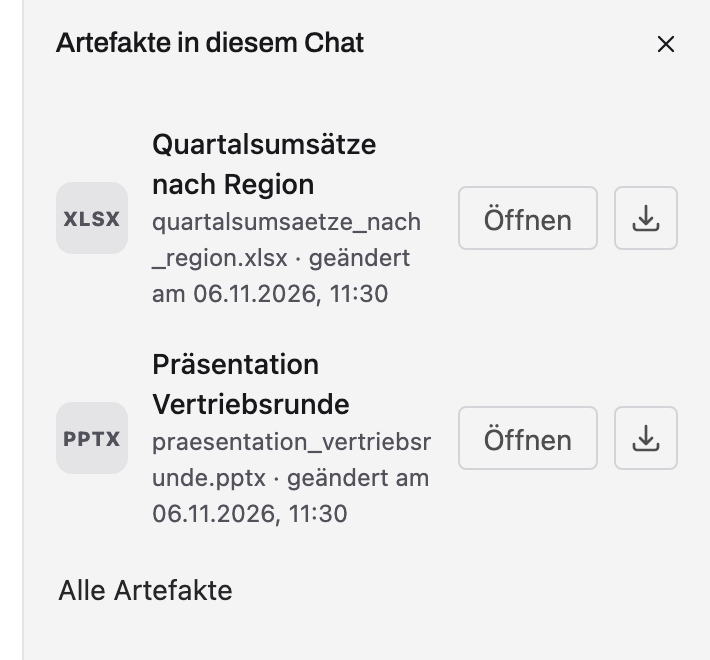 Artefakte in diesem Chat
Quartalsumsätze
nach Region
XLSX
quartalsumsaetze_nach
_region.xlsx · geändert
am 06.11.2026, 11:30
Öffnen
Präsentation
Vertriebsrunde
PPTX
praesentation_vertriebsr
unde.pptx · geändert am
06.11.2026, 11:30
Öffnen
Alle Artefakte